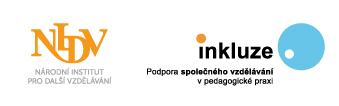 NIDV
NÁRODNÍ INSTITUT
PRO DALŠÍ VZDĚLÁVÁNÍ
inkluze
Podpora společného vzdělávání
v pedagogické praxi